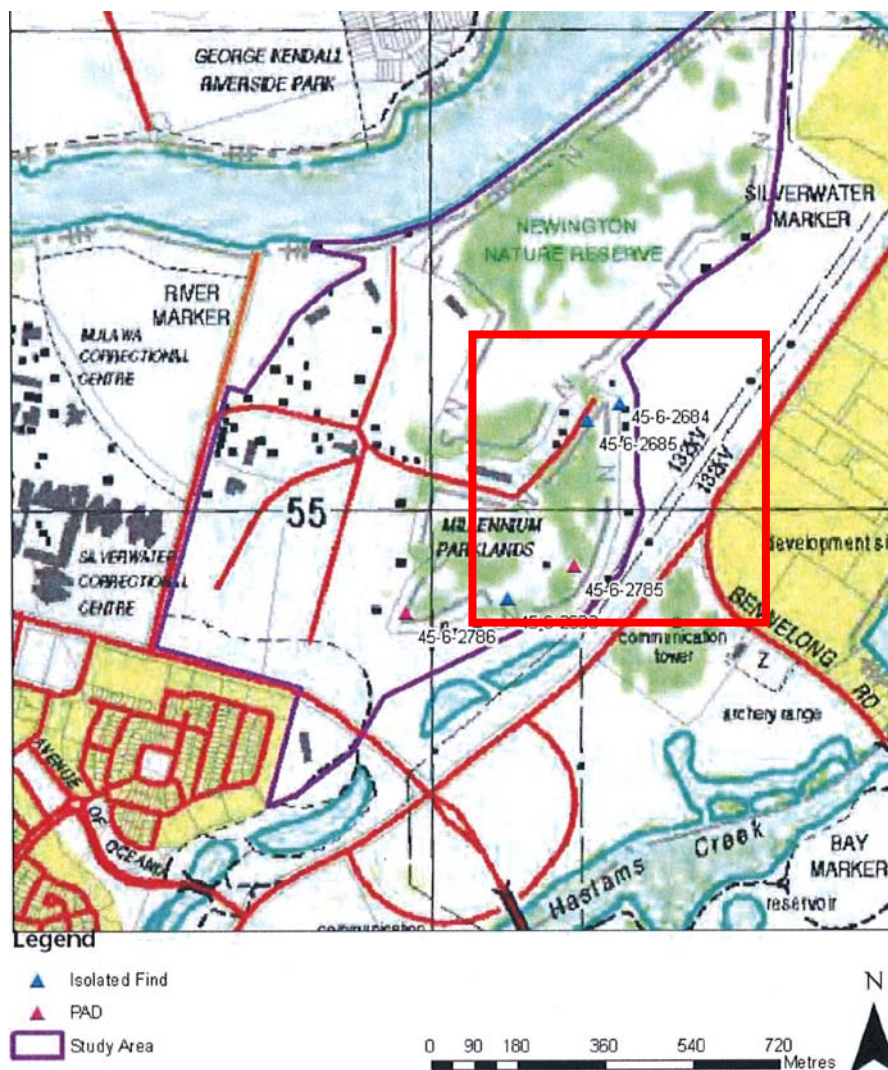 GEORGE KENDALL
RIVERSIDE PARK
SILVERWATER
MARKER
NEWINGTON
NATURE RESERVE
N
N
N
N
N
N
RIVER
MARKER
MULAWA
CORRECTIONAL
CENTRE
45-6-2684
45-6-2685
132KV
132KV
55
MILLENNIUM
PARKLANDS
N
SILVERWATER
CORRECTIONAL
CENTRE
development si
45-6-2785
45-6-2786
communication
tower
BENNELONG
RD
Z
archery range
AVENUE
OF OCEANIA
Haslams Creek
BAY
MARKER
reservoir
communication
Legend
Isolated Find
PAD
Study Area
N
0 90 180 360 540 720
Metres